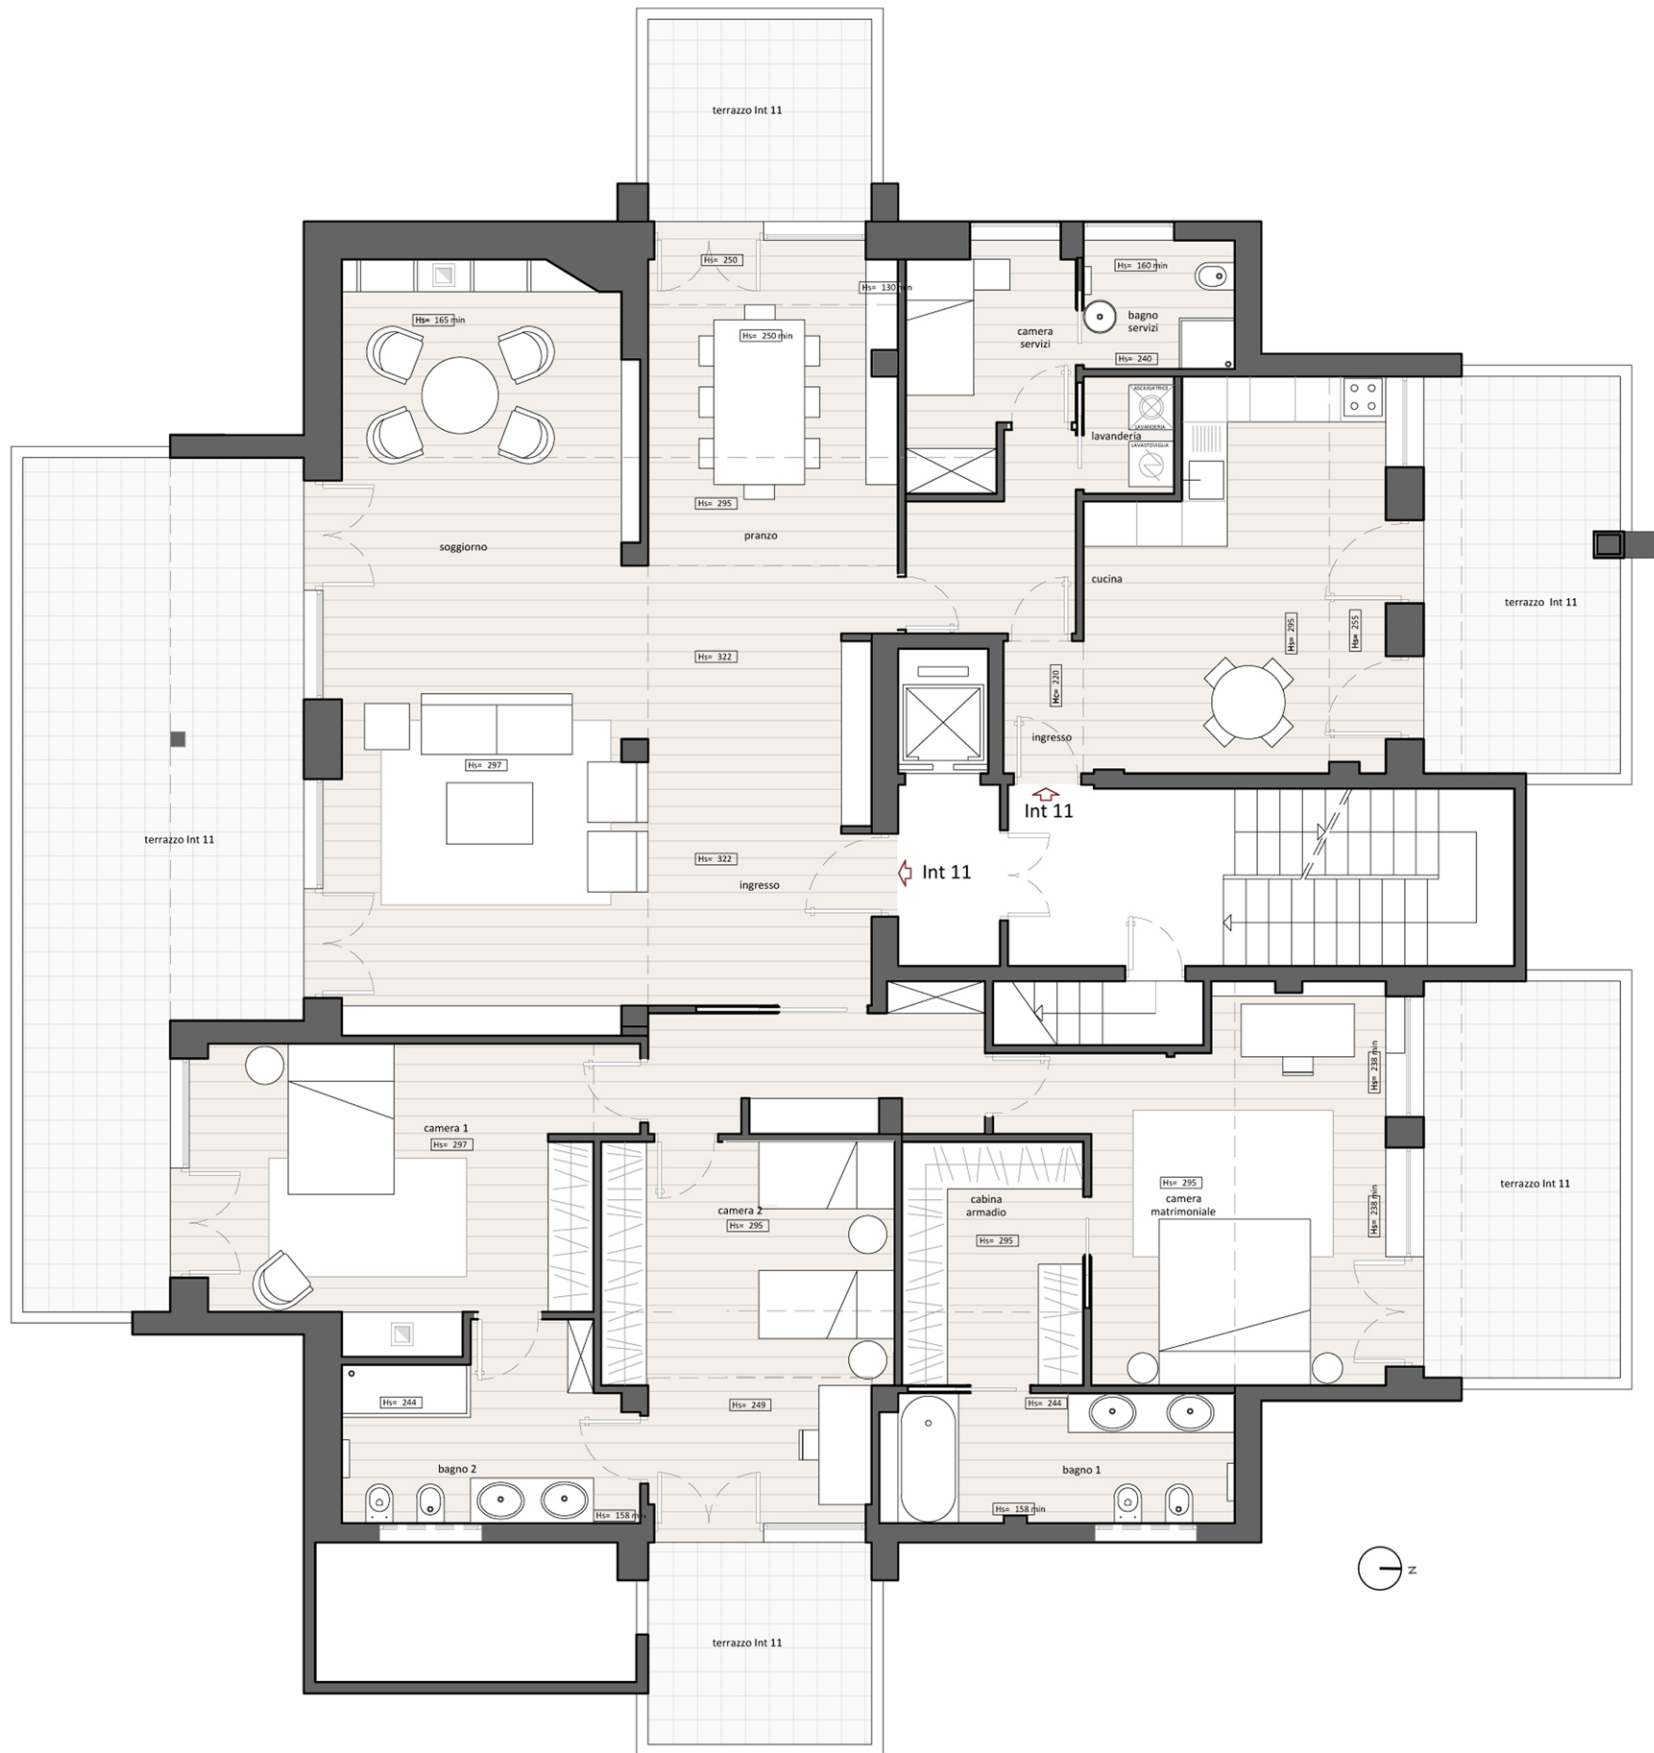 terrazzo Int 11
Hs= 250
Hs= 130 min
Hs= 160 min
bagno
servizi
Hs= 165 min
Hs= 250 min
camera
servizi
Hs= 240
ASCIUGATRICE
LAVANDERIA
lavanderia
LAVASTOVIGLIA
Hs= 295
pranzo
soggiorno
cucina
terrazzo Int 11
Hs= 295
Hs= 255
Hs= 322
Hc= 220
ingresso
Hs= 297
Int 11
terrazzo Int 11
Hs= 322
ingresso
Int 11
Hs= 238 min
camera 1
Hs= 297
Hs= 295
camera
matrimoniale
terrazzo Int 11
cabina
armadio
Hs= 238 min
camera 2
Hs= 295
Hs= 295
Hs= 244
Hs= 249
Hs= 244
bagno 2
bagno 1
Hs= 158 min
Hs= 158 min
N
terrazzo Int 11